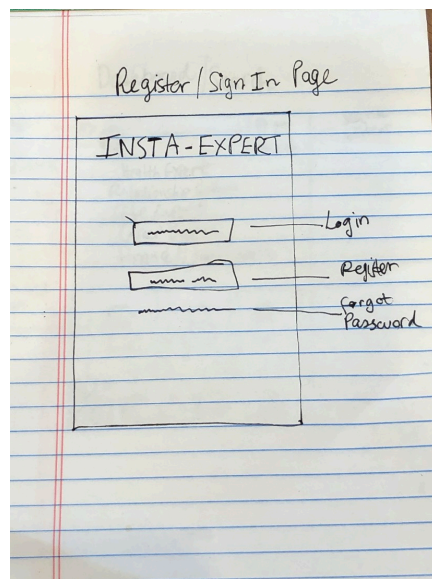 Register / Sign In Page
INSTA-EXPERT
Login
Register
Forgot
Password